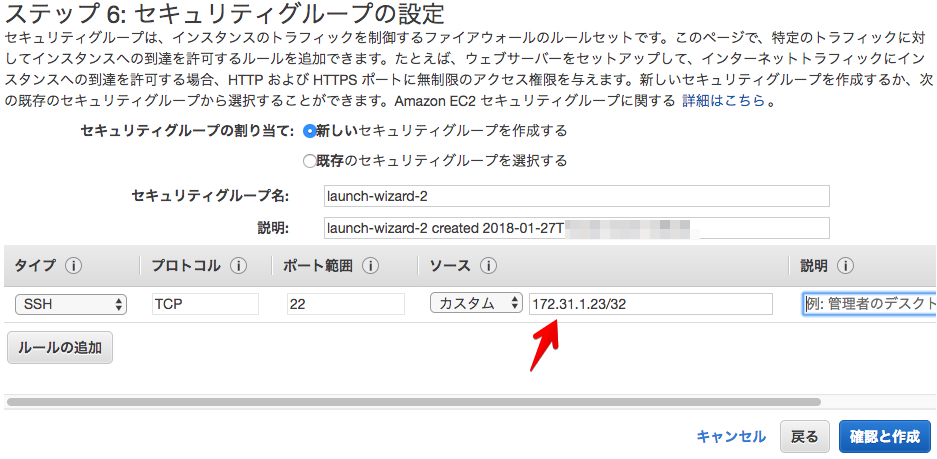 ステップ 6: セキュリティグループの設定
セキュリティグループは、インスタンスのトラフィックを制御するファイアウォールのルールセットです。このページで、特定のトラフィックに対
してインスタンスへの到達を許可するルールを追加できます。たとえば、ウェブサーバーをセットアップして、インターネットトラフィックにイン
スタンスへの到達を許可する場合、HTTP および HTTPS ポートに無制限のアクセス権限を与えます。新しいセキュリティグループを作成するか、次
の既存のセキュリティグループから選択することができます。Amazon EC2 セキュリティグループに関する 詳細はこちら。
セキュリティグループの割り当て: 新しいセキュリティグループを作成する
既存のセキュリティグループを選択する
セキュリティグループ名: launch-wizard-2
説明: launch-wizard-2 created 2018-01-27T
タイプ i プロトコル i ポート範囲 i ソース i 説明 i
SSH TCP 22 カスタム 172.31.1.23/32 例: 管理者のデスクト
ルールの追加
キャンセル 戻る 確認と作成